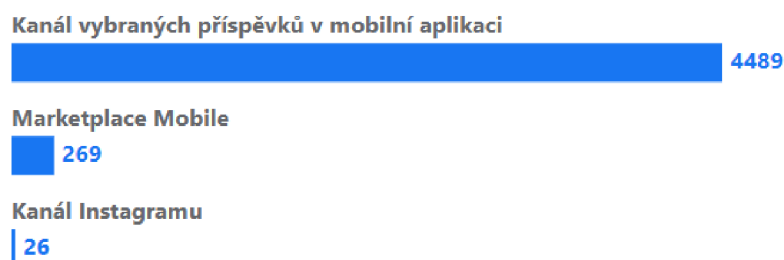 Kanál vybraných příspěvků v mobilní aplikaci
4489
Marketplace Mobile
269
Kanál Instagramu
26